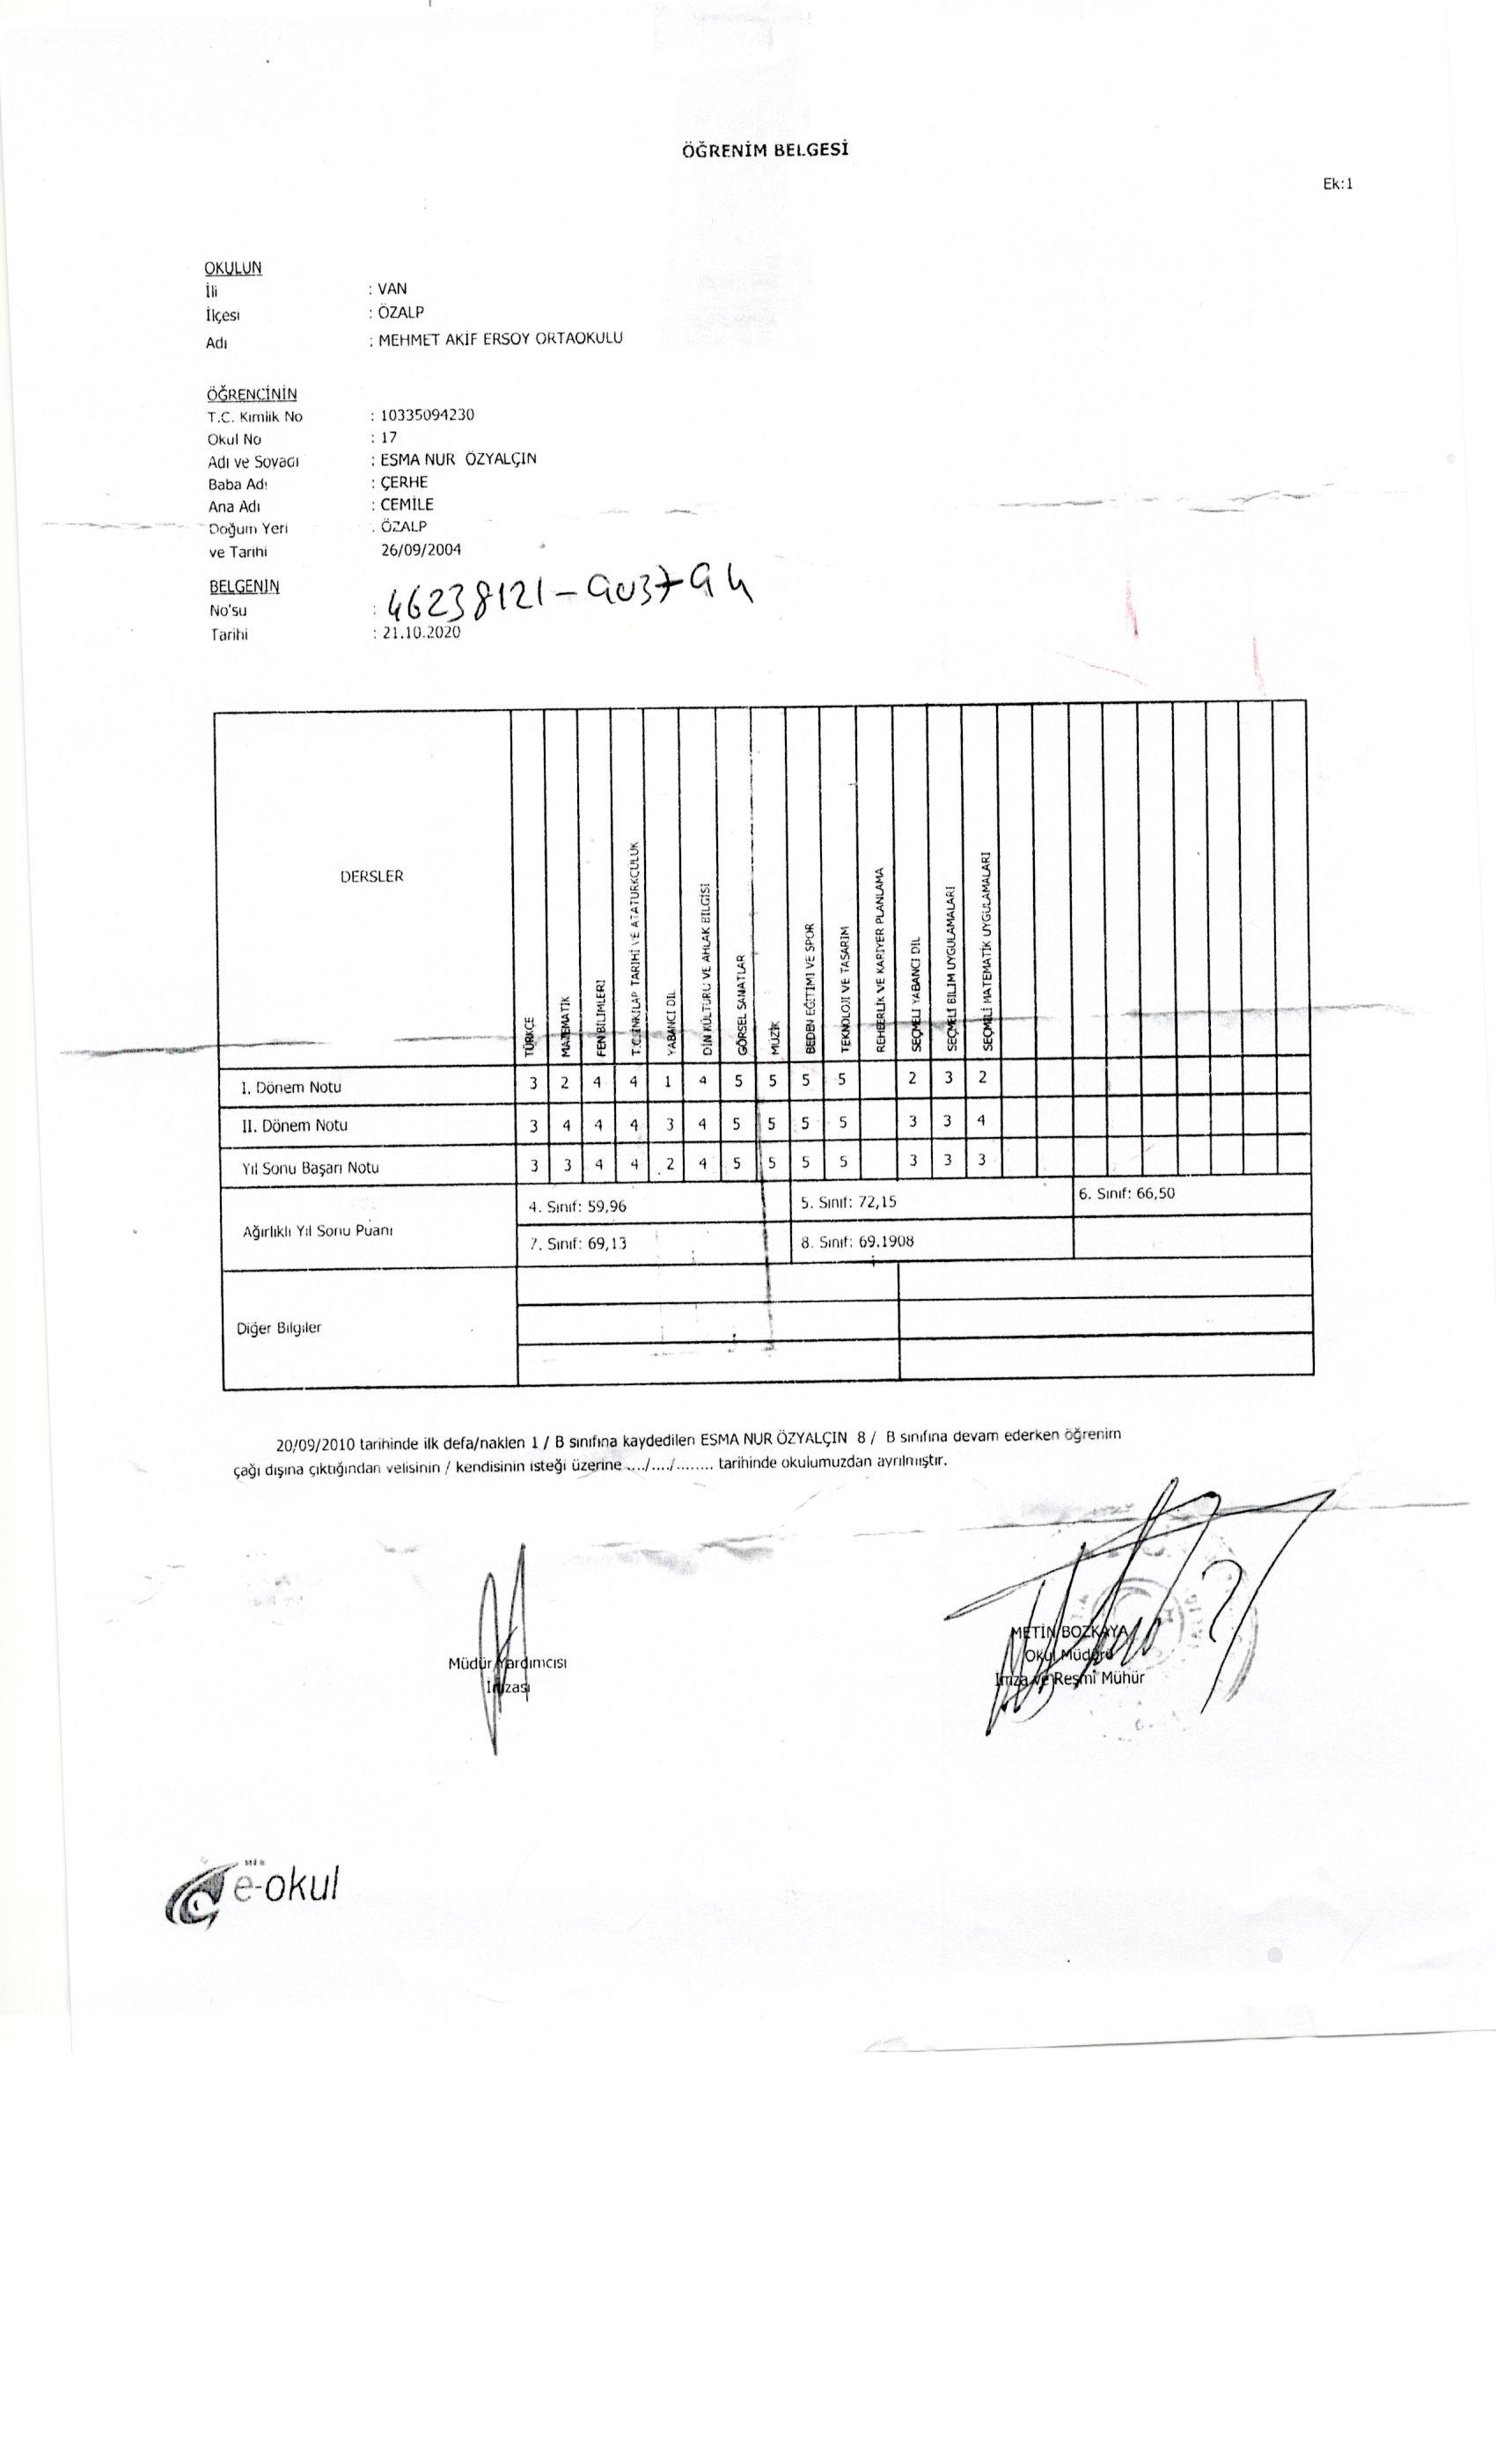 ÖĞRENİM BELGESİ
Ek:1
OKULUN
İli : VAN
İlçesi : ÖZALP
Adı : MEHMET AKİF ERSOY ORTAOKULU
ÖĞRENCİNİN
T.C. Kimlik No : 10335094230
Okul No : 17
Adı ve Soyadı : ESMA NUR ÖZYALÇIN
Baba Adı : ÇERHE
Ana Adı : CEMİLE
Doğum Yeri : ÖZALP
ve Tarihi 26/09/2004
BELGENİN
No'su : 46238121-903794
Tarihi : 21.10.2020
DERSLER
TÜRKÇE
MATEMATİK
FEN BİLİMLERİ
T.C. İNKILAP TARİHİ VE ATATÜRKÇÜLÜK
YABANCI DİL
DİN KÜLTÜRÜ VE AHLAK BİLGİSİ
GÖRSEL SANATLAR
MÜZİK
BEDEN EĞİTİMİ VE SPOR
TEKNOLOJİ VE TASARIM
REHBERLİK VE KARİYER PLANLAMA
SEÇMELİ YABANCI DİL
SEÇMELİ BİLİM UYGULAMALARI
SEÇMELİ MATEMATİK UYGULAMALARI
I. Dönem Notu 3 2 4 4 1 4 5 5 5 5 2 3 2
II. Dönem Notu 3 4 4 4 3 4 5 5 5 5 3 3 4
Yıl Sonu Başarı Notu 3 3 4 4 2 4 5 5 5 5 3 3 3
Ağırlıklı Yıl Sonu Puanı
4. Sınıf: 59,96 5. Sınıf: 72,15 6. Sınıf: 66,50
7. Sınıf: 69,13 8. Sınıf: 69.1908
Diğer Bilgiler
20/09/2010 tarihinde ilk defa/naklen 1 / B sınıfına kaydedilen ESMA NUR ÖZYALÇIN 8 / B sınıfına devam ederken öğrenim
çağı dışına çıktığından velisinin / kendisinin isteği üzerine ..../..../........ tarihinde okulumuzdan ayrılmıştır.
Müdür Yardımcısı
İmzası
METİN BOZKAYA
Okul Müdürü
İmza ve Resmi Mühür
e-okul